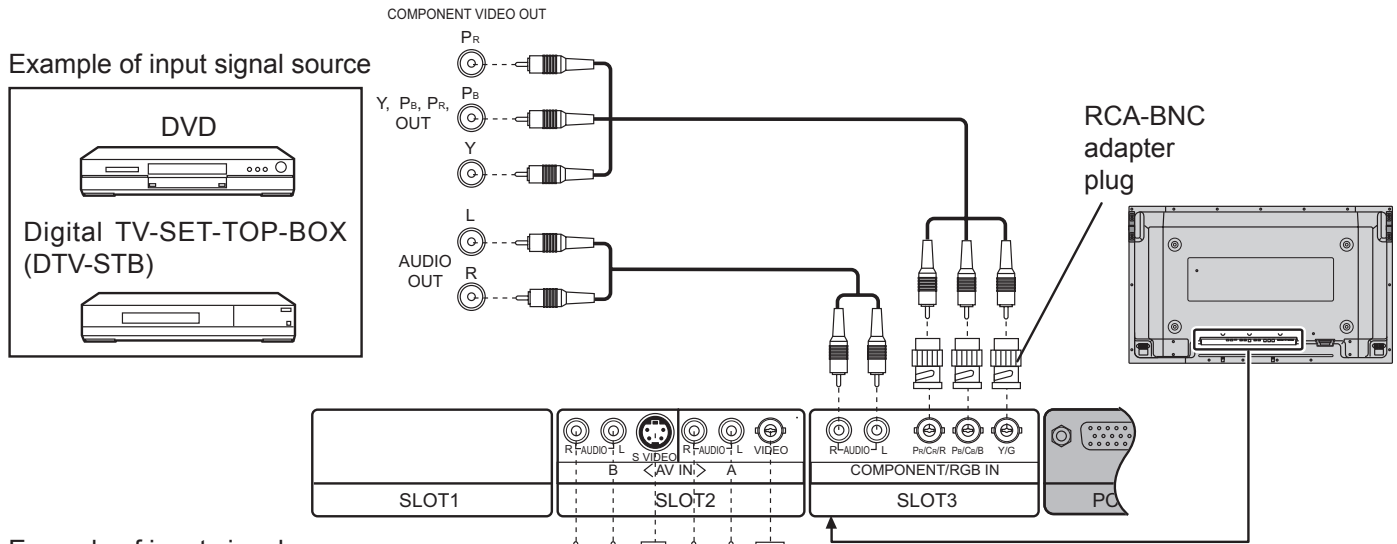 COMPONENT VIDEO OUT
Example of input signal source
DVD
Digital TV-SET-TOP-BOX
(DTV-STB)
PR
Y, PB, PR,
OUT
PB
Y
L
AUDIO
OUT
R
RCA-BNC
adapter
plug
R AUDIO L
S VIDEO
R AUDIO L
VIDEO
B <AV IN> A
R AUDIO L
PR/CR/R
PB/CB/B
Y/G
COMPONENT/RGB IN
SLOT1
SLOT2
SLOT3
PC